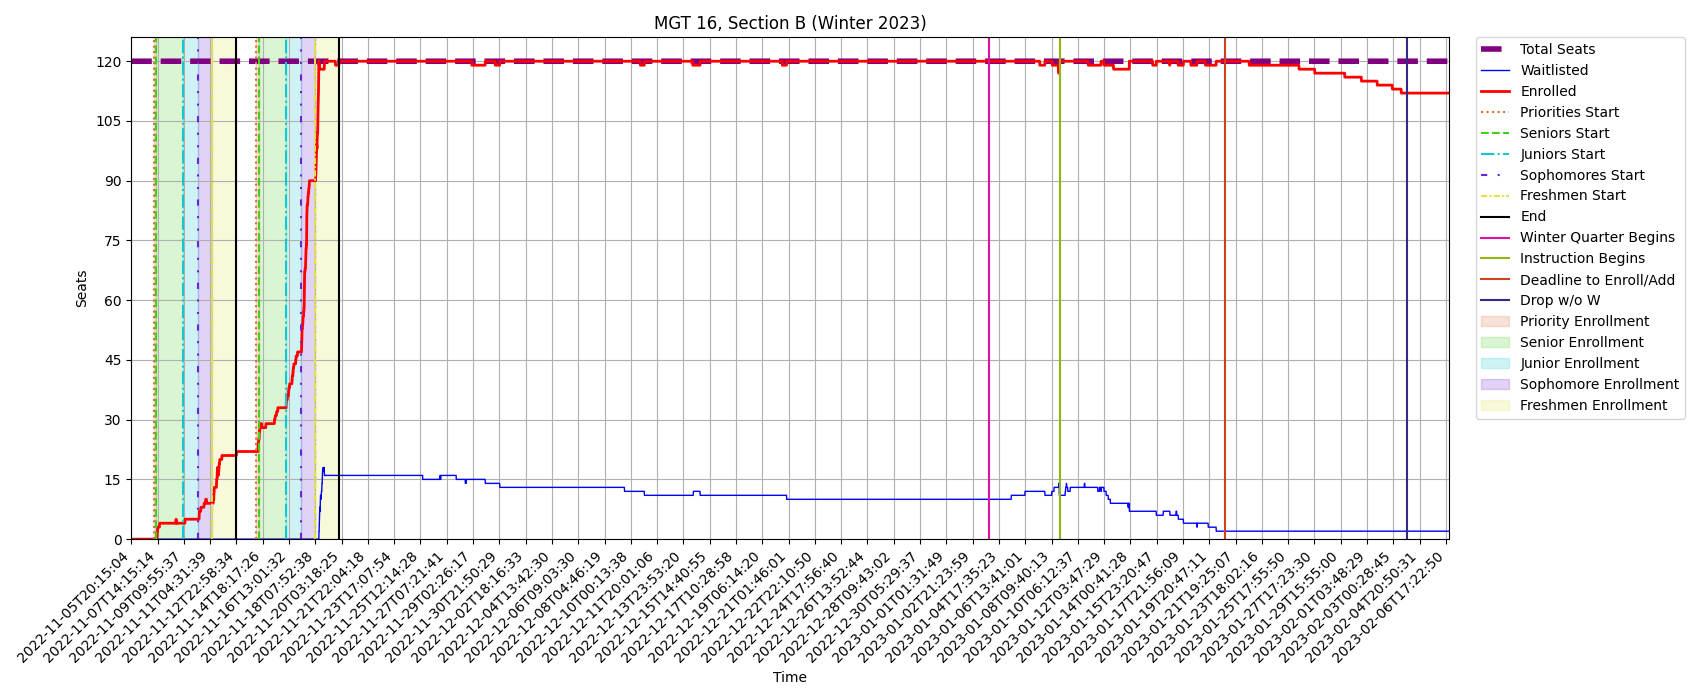 MGT 16, Section B (Winter 2023)
Seats
120
105
90
75
60
45
30
15
0
2022-11-05T20:15:04
2022-11-07T14:15:14
2022-11-09T09:55:37
2022-11-11T04:31:39
2022-11-12T22:58:34
2022-11-14T18:17:26
2022-11-16T13:01:32
2022-11-18T07:52:38
2022-11-20T03:18:25
2022-11-21T22:04:18
2022-11-23T17:07:54
2022-11-25T12:14:28
2022-11-27T07:21:41
2022-11-29T02:26:17
2022-11-30T21:50:29
2022-12-02T18:16:33
2022-12-04T13:42:30
2022-12-06T09:03:30
2022-12-08T04:46:19
2022-12-10T00:13:38
2022-12-11T20:01:06
2022-12-13T23:53:20
2022-12-15T14:40:55
2022-12-17T10:28:58
2022-12-19T06:14:20
2022-12-21T01:46:01
2022-12-22T22:10:50
2022-12-24T17:56:40
2022-12-26T13:52:44
2022-12-28T09:43:02
2022-12-30T05:29:37
2023-01-01T01:31:49
2023-01-02T21:23:59
2023-01-04T17:35:23
2023-01-06T13:41:01
2023-01-08T09:40:13
2023-01-10T06:12:37
2023-01-12T03:47:29
2023-01-14T00:41:28
2023-01-15T23:20:47
2023-01-17T21:56:09
2023-01-19T20:47:11
2023-01-21T19:25:07
2023-01-23T18:02:16
2023-01-25T17:55:50
2023-01-27T17:23:30
2023-01-29T15:55:00
2023-02-01T03:48:29
2023-02-03T00:28:45
2023-02-04T20:50:31
2023-02-06T17:22:50
Time
Total Seats
Waitlisted
Enrolled
Priorities Start
Seniors Start
Juniors Start
Sophomores Start
Freshmen Start
End
Winter Quarter Begins
Instruction Begins
Deadline to Enroll/Add
Drop w/o W
Priority Enrollment
Senior Enrollment
Junior Enrollment
Sophomore Enrollment
Freshmen Enrollment